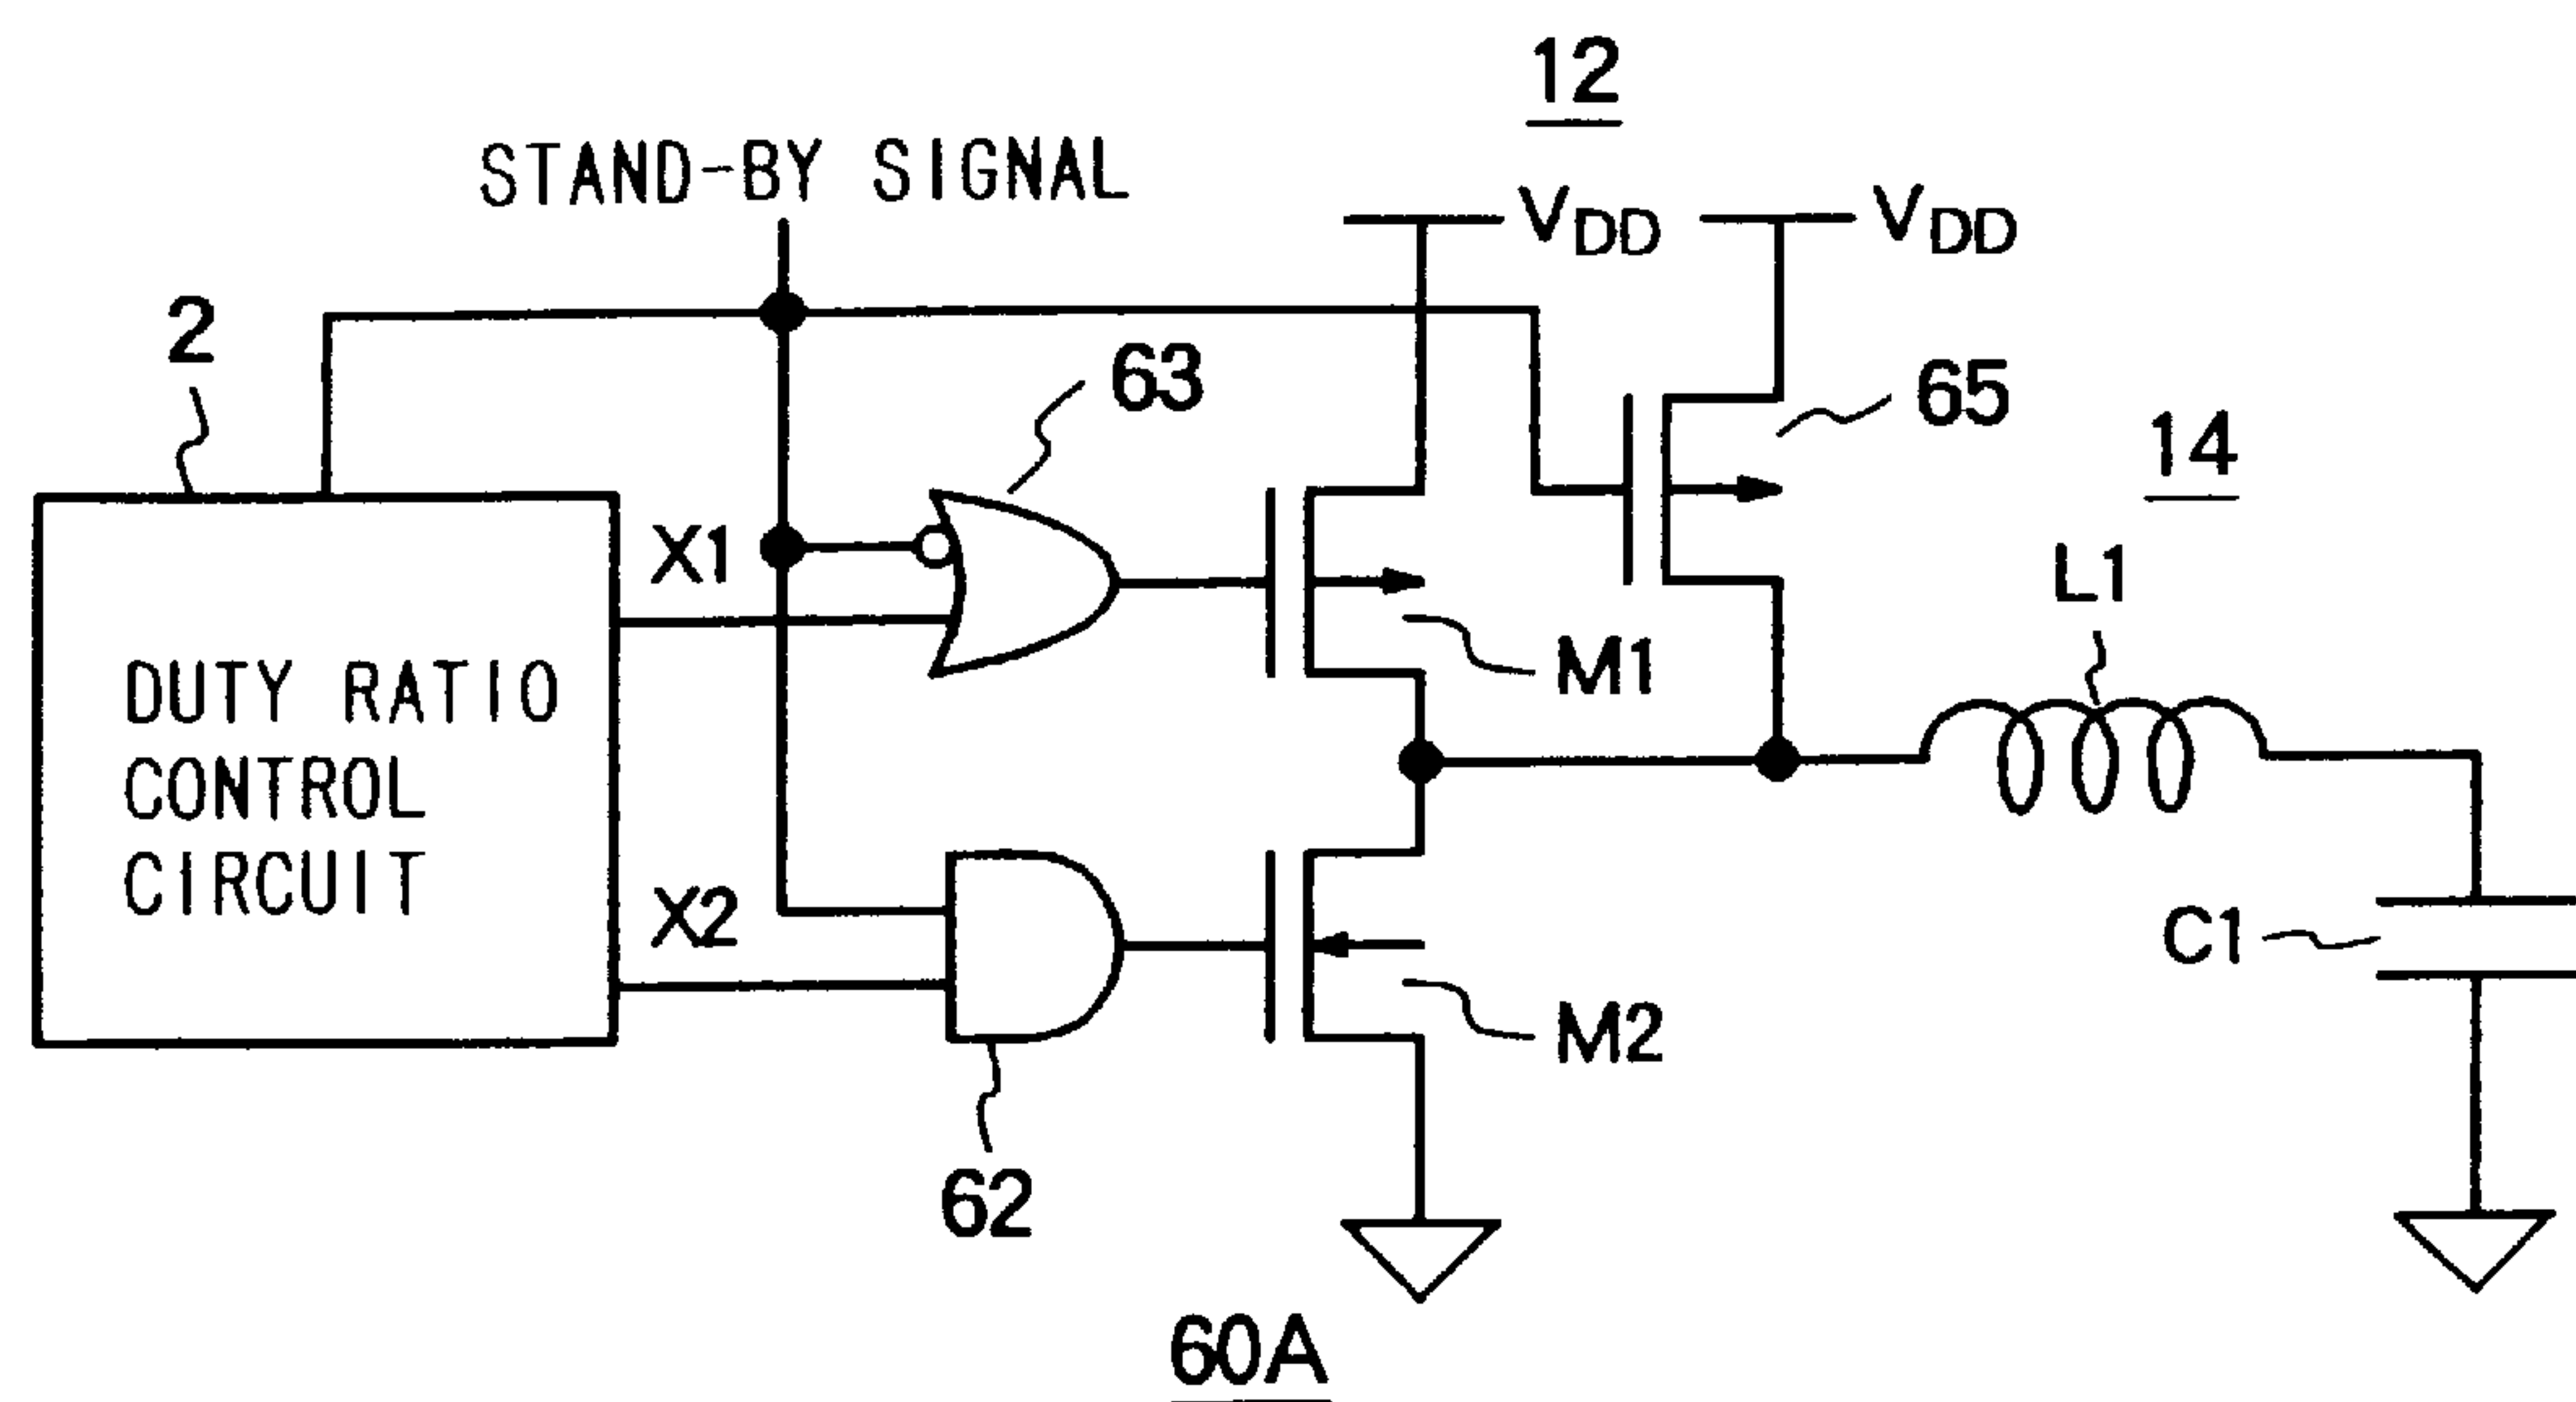 12
STAND-BY SIGNAL
VDD VDD
2
63
65
14
X1
L1
M1
DUTY RATIO
CONTROL
CIRCUIT
X2
C1
M2
62
60A